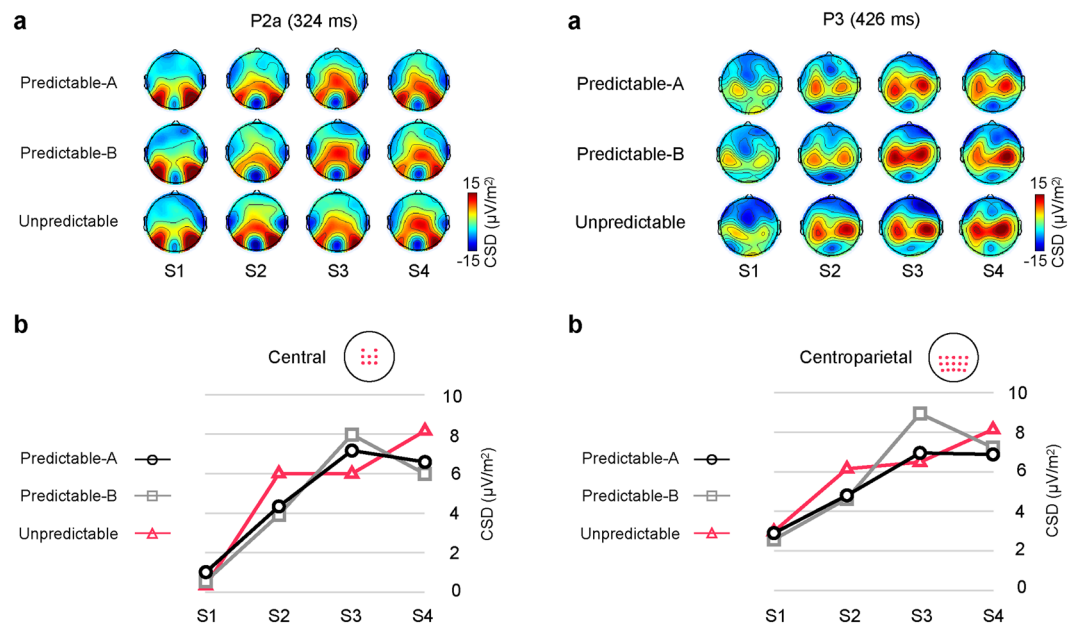 a
P2a (324 ms)
Predictable-A
Predictable-B
Unpredictable
S1 S2 S3 S4
15
-15
CSD (µV/m²)
b
Central
10
8
6
4
2
0
CSD (µV/m²)
Predictable-A
Predictable-B
Unpredictable
S1 S2 S3 S4
a
P3 (426 ms)
Predictable-A
Predictable-B
Unpredictable
S1 S2 S3 S4
15
-15
CSD (µV/m²)
b
Centroparietal
10
8
6
4
2
0
CSD (µV/m²)
Predictable-A
Predictable-B
Unpredictable
S1 S2 S3 S4